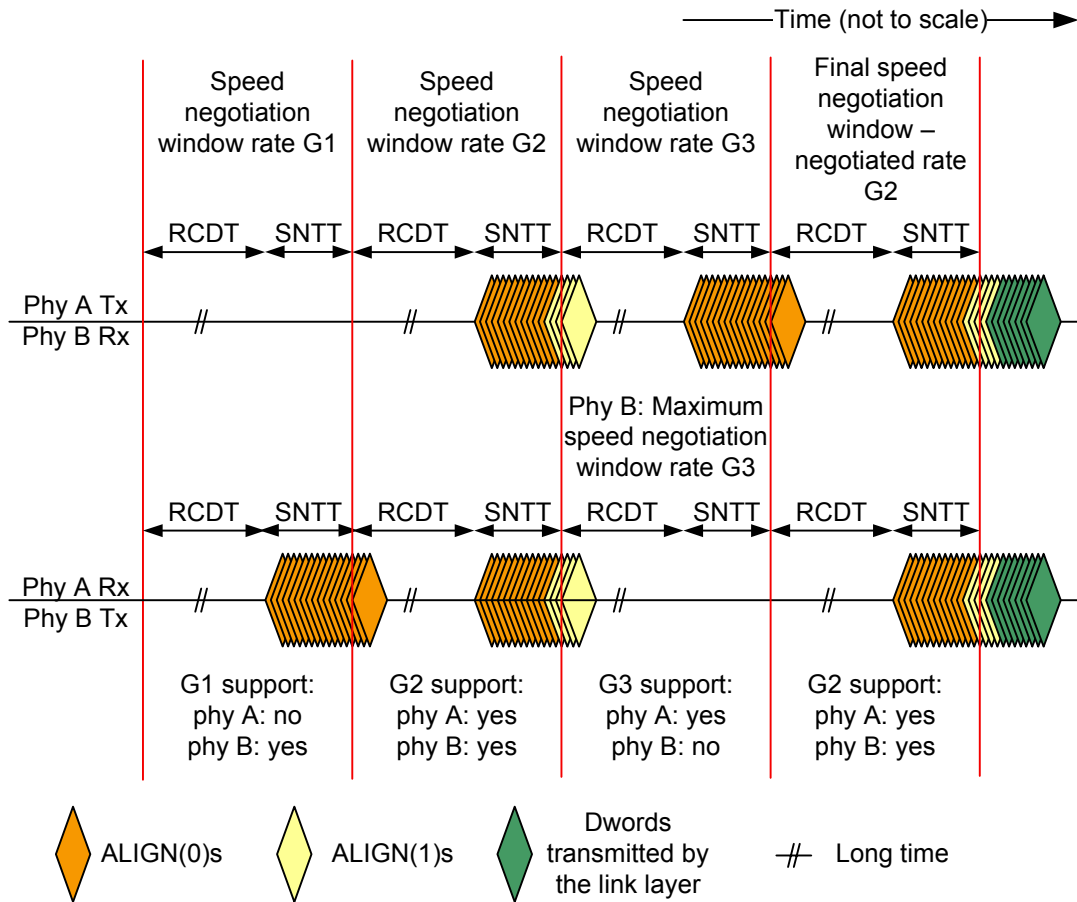 Time (not to scale)
Speed
negotiation
window rate G1
Speed
negotiation
window rate G2
Speed
negotiation
window rate G3
Final speed
negotiation
window –
negotiated rate
G2
RCDT SNTT RCDT SNTT RCDT SNTT RCDT SNTT
Phy A Tx
Phy B Rx
Phy B: Maximum
speed negotiation
window rate G3
RCDT SNTT RCDT SNTT RCDT SNTT RCDT SNTT
Phy A Rx
Phy B Tx
G1 support:
phy A: no
phy B: yes
G2 support:
phy A: yes
phy B: yes
G3 support:
phy A: yes
phy B: no
G2 support:
phy A: yes
phy B: yes
ALIGN(0)s
ALIGN(1)s
Dwords
transmitted by
the link layer
Long time